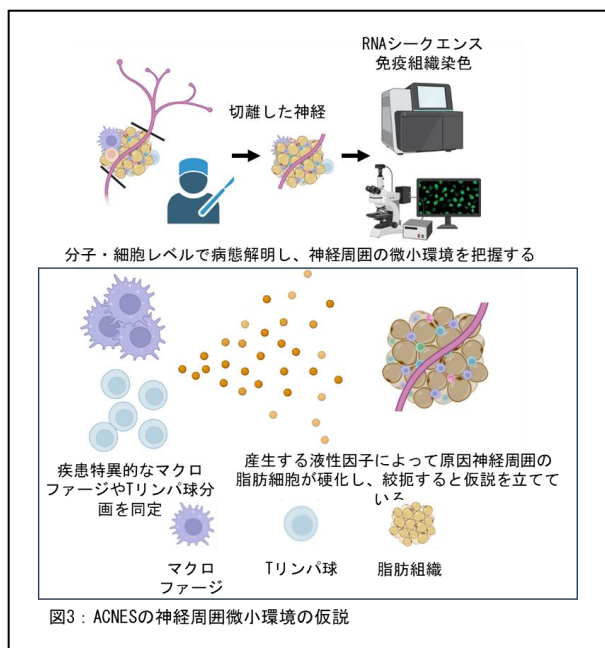 RNAシークエンス
免疫組織染色
切離した神経
分子・細胞レベルで病態解明し、神経周囲の微小環境を把握する
疾患特異的なマクロ
ファージやTリンパ球分
画を同定
産生する液性因子によって原因神経周囲の
脂肪細胞が硬化し、絞扼すると仮説を立てて
いる
マクロ
ファージ
Tリンパ球
脂肪組織
図3：ACNESの神経周囲微小環境の仮説